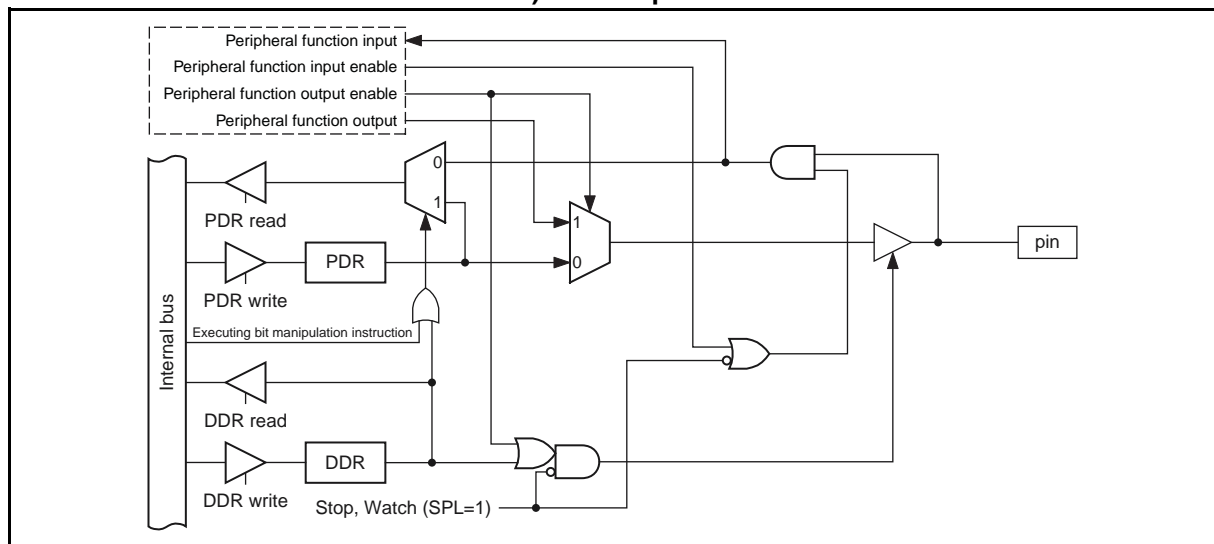 Peripheral function input
Peripheral function input enable
Peripheral function output enable
Peripheral function output
0
1
PDR read
1
PDR
0
pin
PDR write
Executing bit manipulation instruction
Internal bus
DDR read
DDR
DDR write
Stop, Watch (SPL=1)